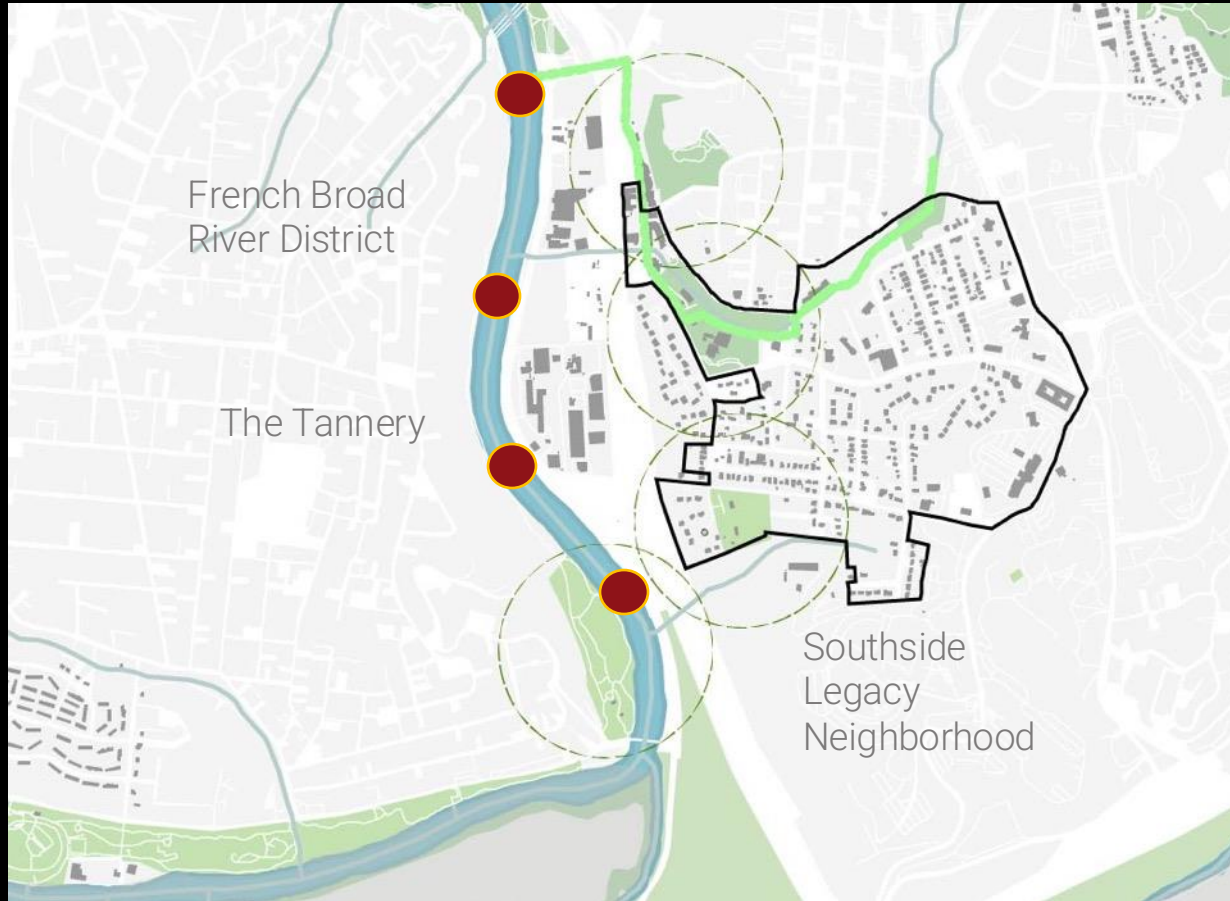 French Broad
River District
The Tannery
Southside
Legacy
Neighborhood